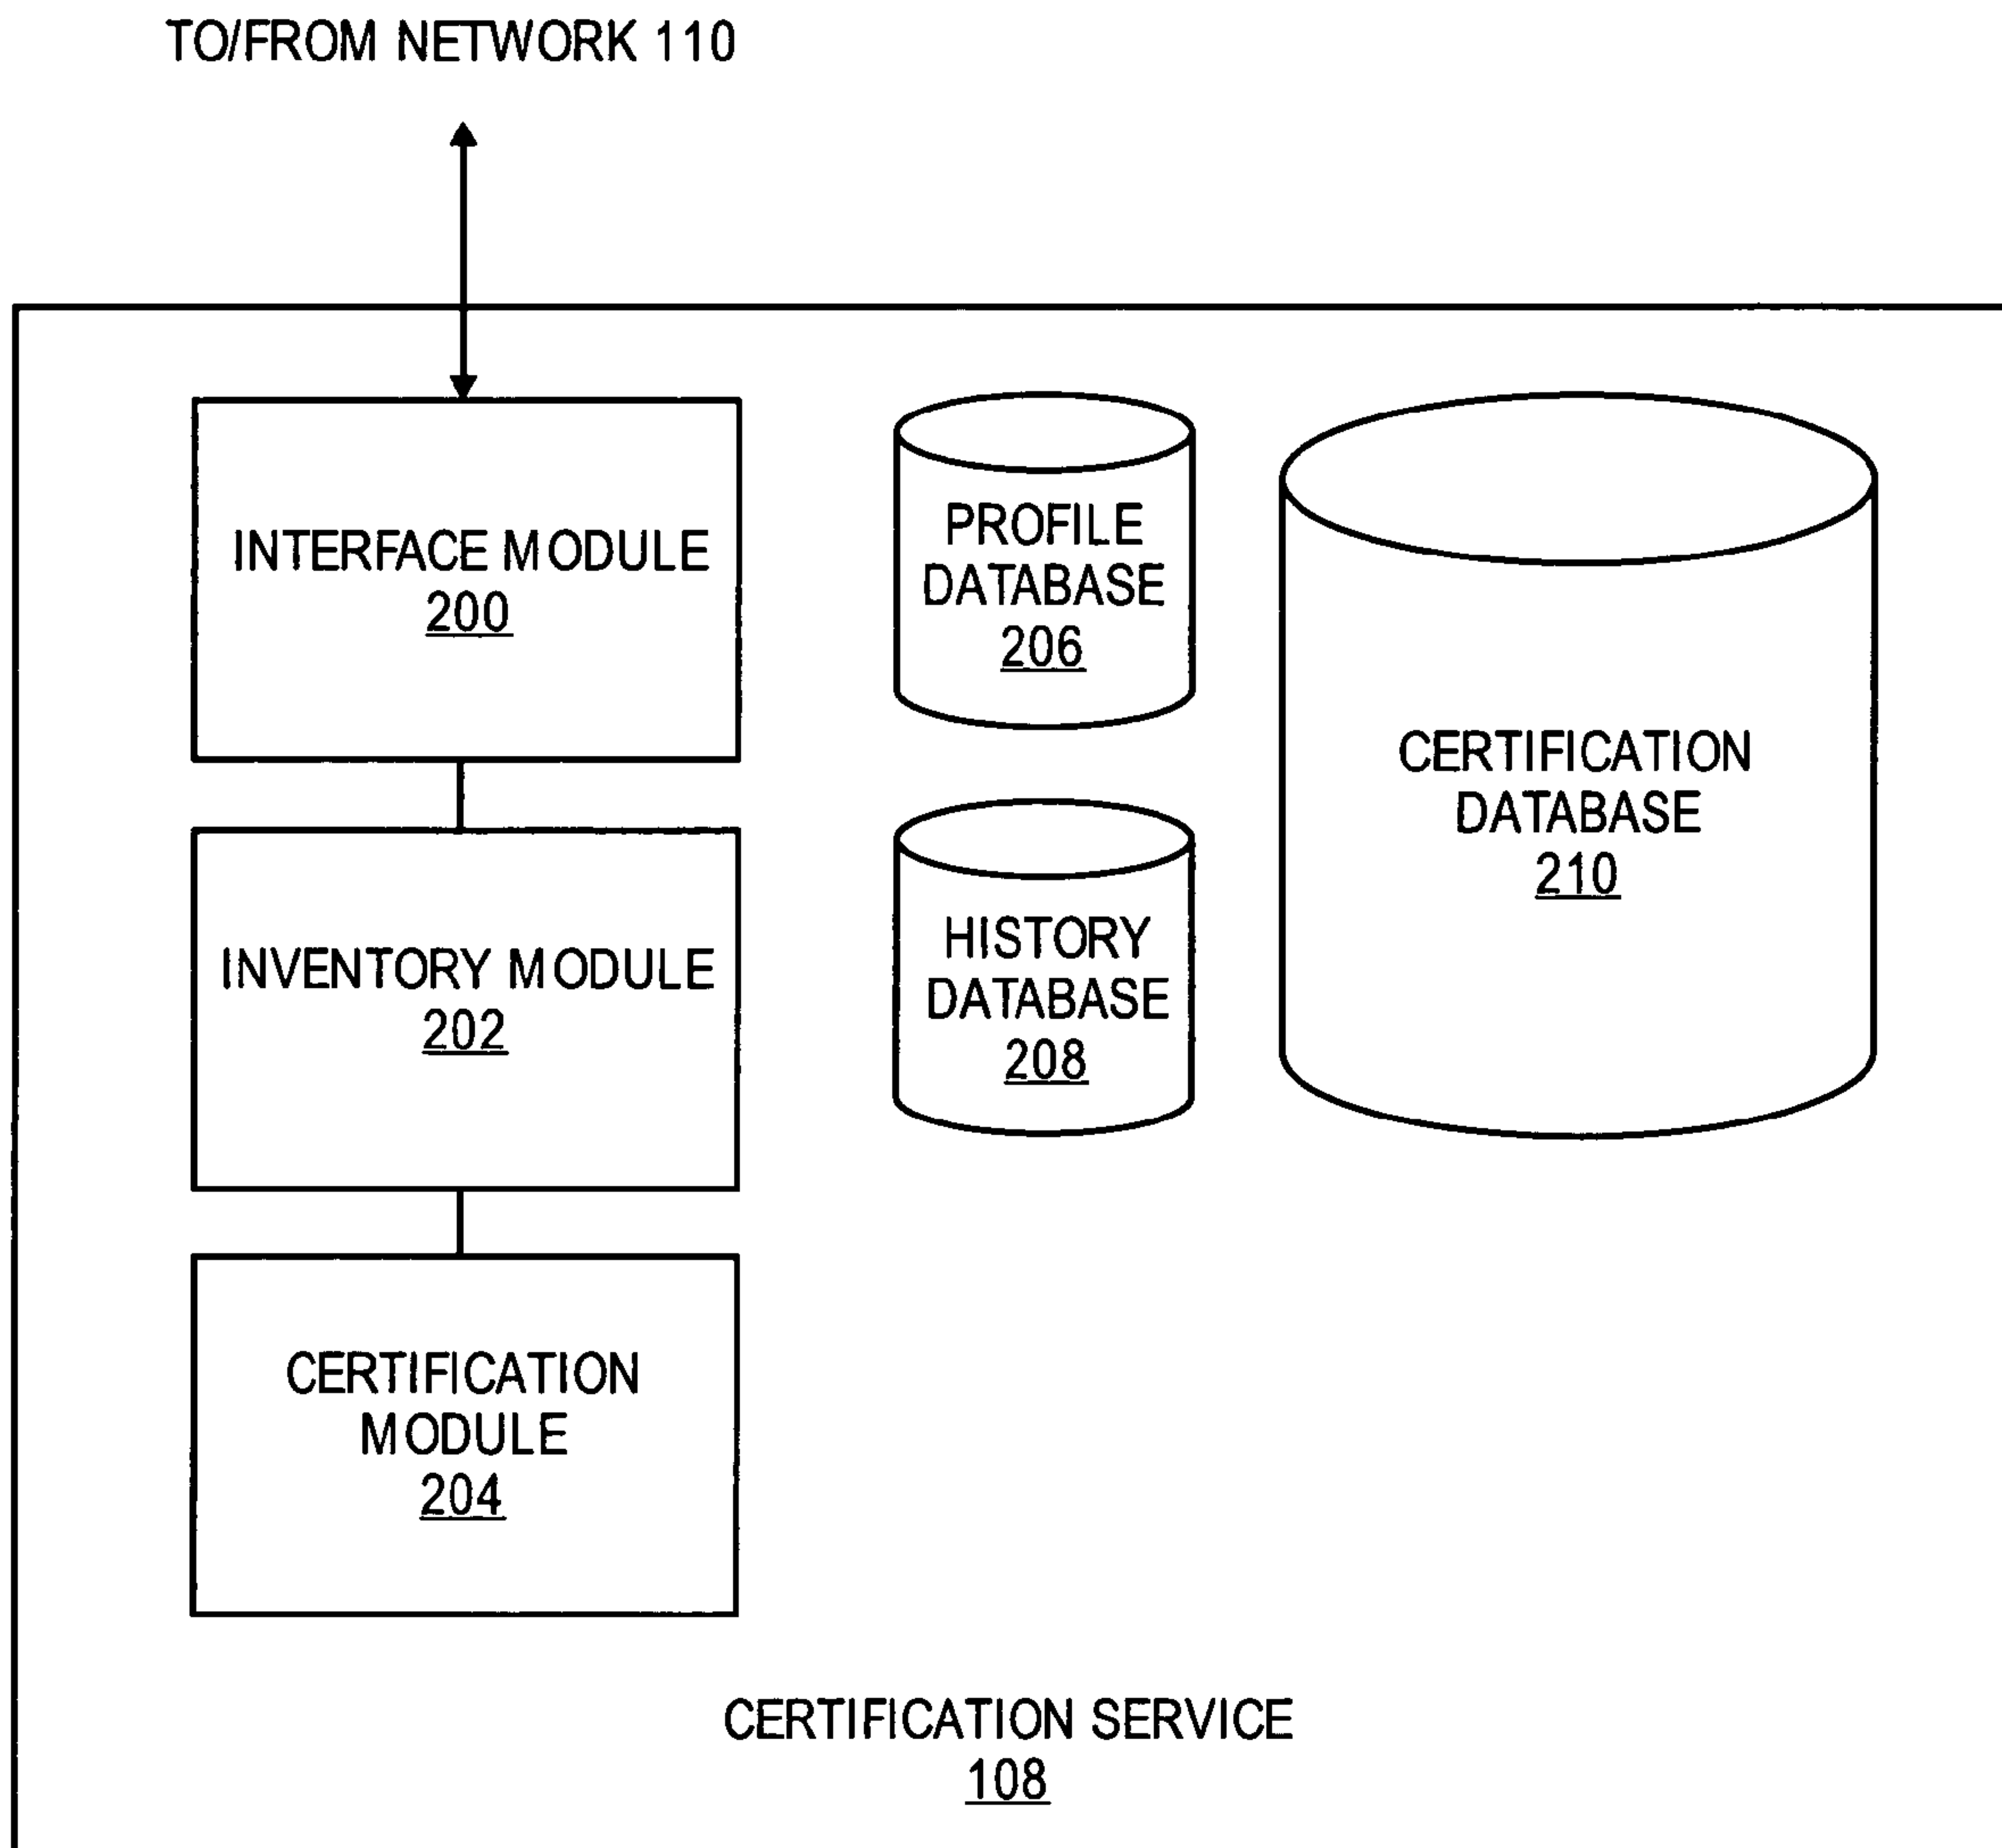 TO/FROM NETWORK 110
INTERFACE MODULE
200
PROFILE
DATABASE
206
CERTIFICATION
DATABASE
210
INVENTORY MODULE
202
HISTORY
DATABASE
208
CERTIFICATION
MODULE
204
CERTIFICATION SERVICE
108